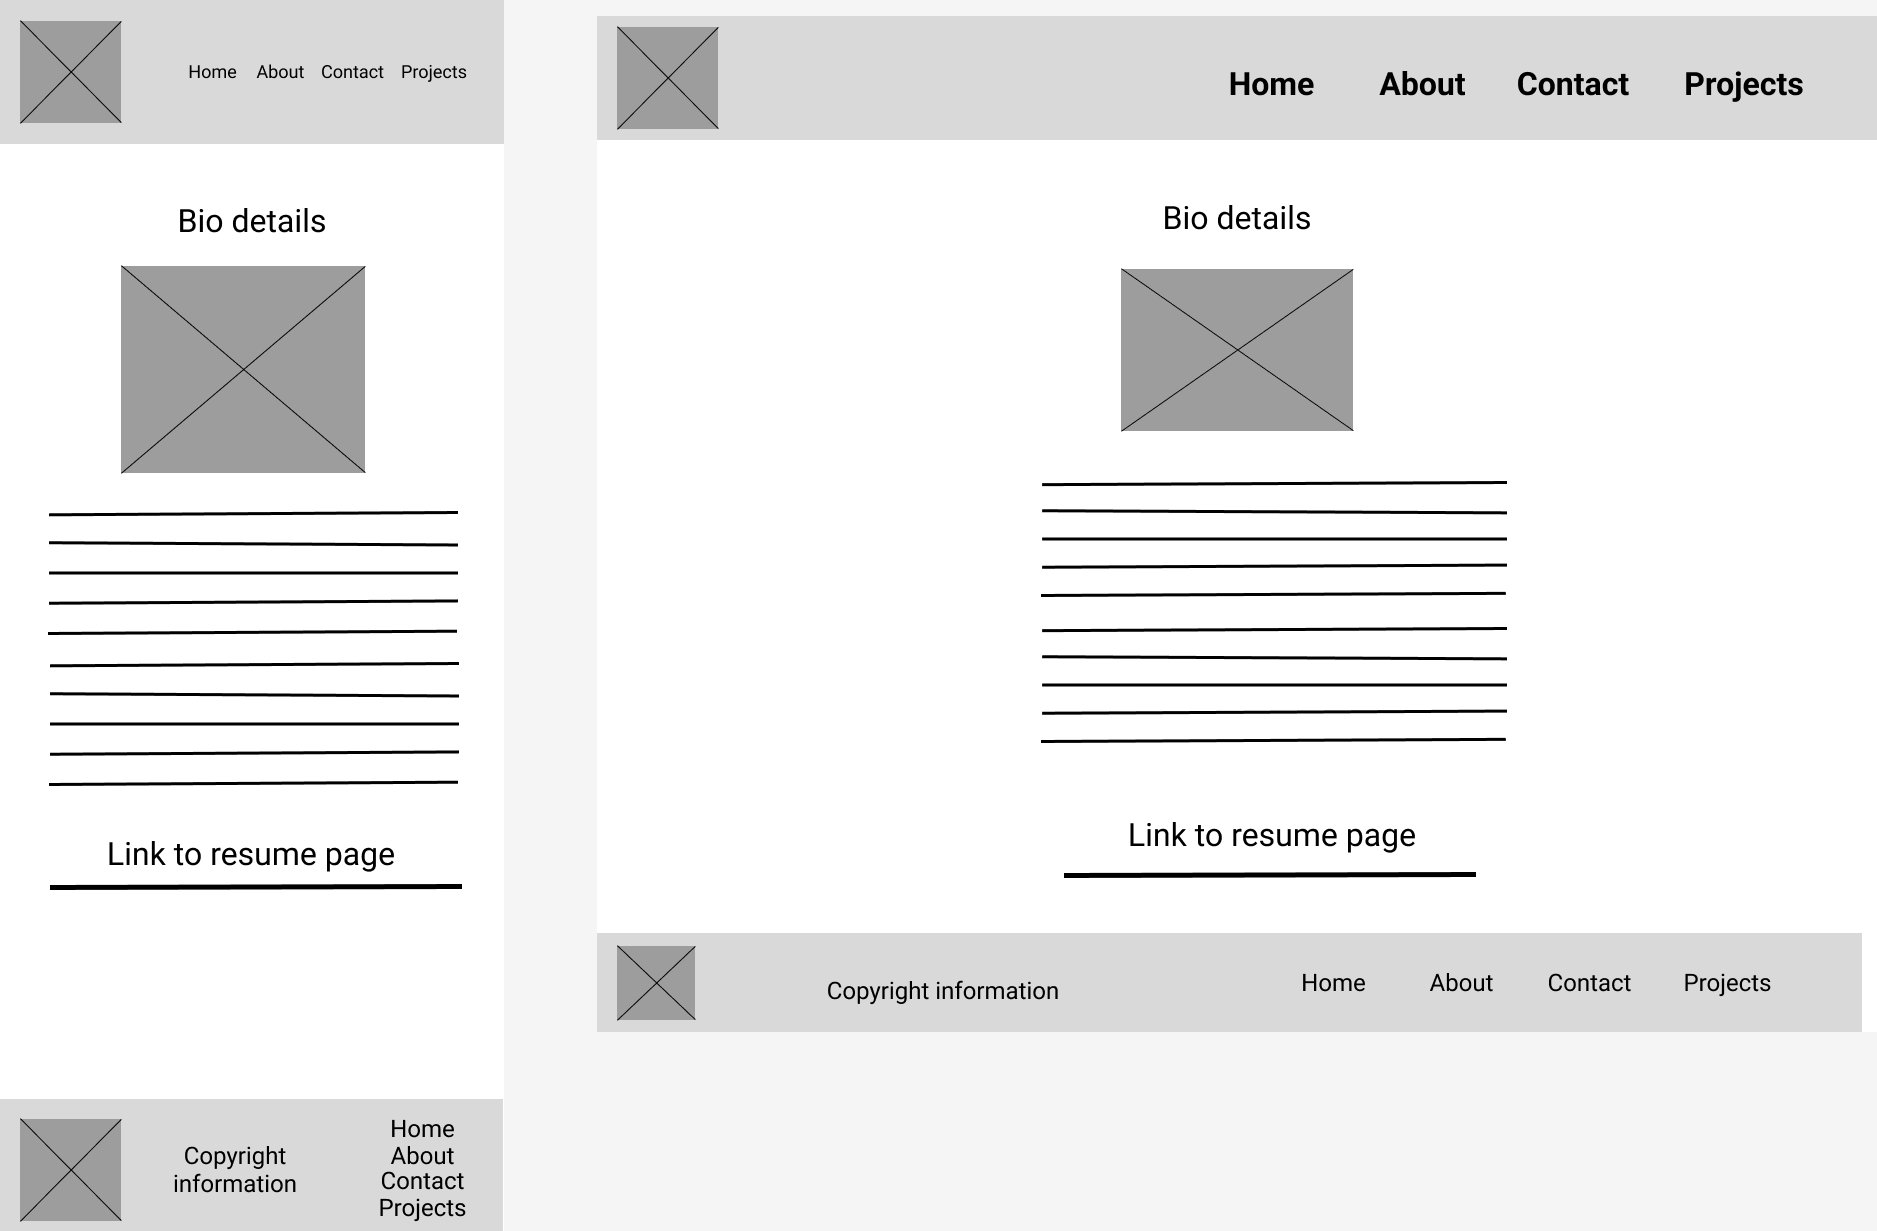 Home About Contact Projects
Bio details
Link to resume page
Copyright
information
Home
About
Contact
Projects
Home About Contact Projects
Bio details
Link to resume page
Copyright information
Home About Contact Projects